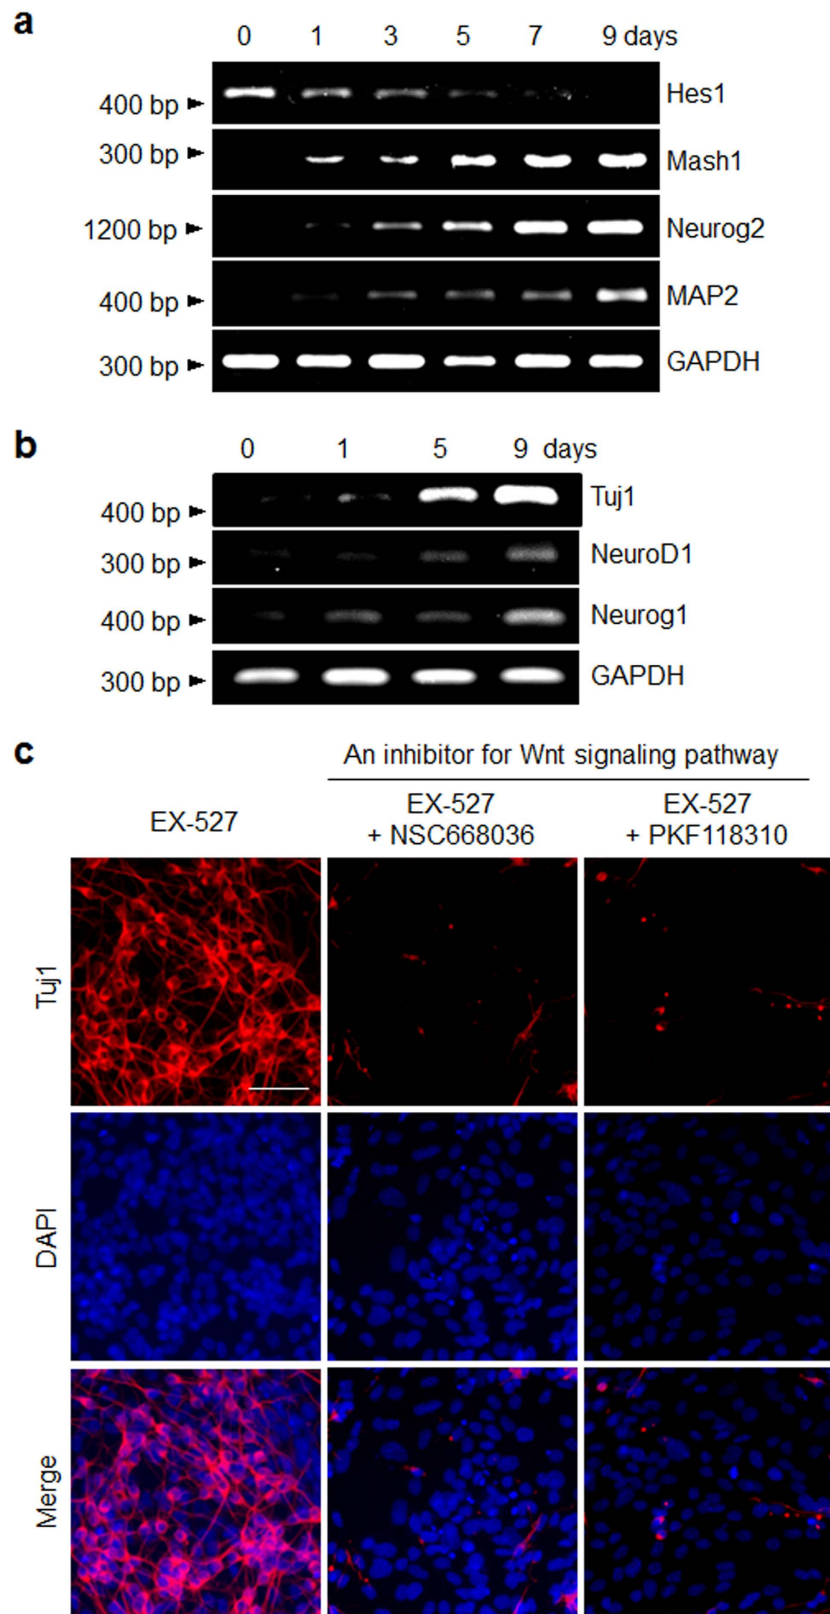 a
0 1 3 5 7 9 days
400 bp ► Hes1
300 bp ► Mash1
1200 bp ► Neurog2
400 bp ► MAP2
300 bp ► GAPDH
b
0 1 5 9 days
400 bp ► Tuj1
300 bp ► NeuroD1
400 bp ► Neurog1
300 bp ► GAPDH
c
An inhibitor for Wnt signaling pathway
EX-527
EX-527
+ NSC668036
EX-527
+ PKF118310
Tuj1
DAPI
Merge